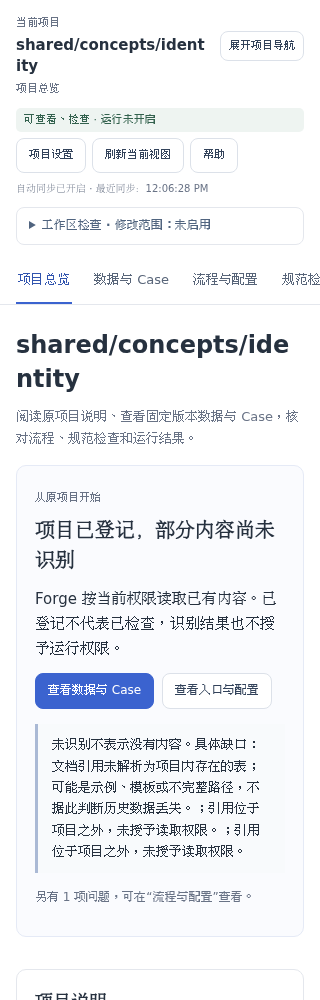 当前项目
shared/concepts/ident
ity
展开项目导航
项目总览
可查看、检查 · 运行未开启
项目设置
刷新当前视图
帮助
自动同步已开启 · 最近同步：12:06:28 PM
▶ 工作区检查 · 修改范围：未启用
项目总览
数据与 Case
流程与配置
规范检
shared/concepts/ide
ntity
阅读原项目说明、查看固定版本数据与 Case，核
对流程、规范检查和运行结果。
从原项目开始
项目已登记，部分内容尚未
识别
Forge 按当前权限读取已有内容。已
登记不代表已检查，识别结果也不授
予运行权限。
查看数据与 Case
查看入口与配置
未识别不表示没有内容。具体缺口：
文档引用未解析为项目内存在的表；
可能是示例、模板或不完整路径，不
据此判断历史数据丢失。；引用位于
项目之外，未授予读取权限。；引用
位于项目之外，未授予读取权限。
另有 1 项问题，可在“流程与配置”查看。
项目说明